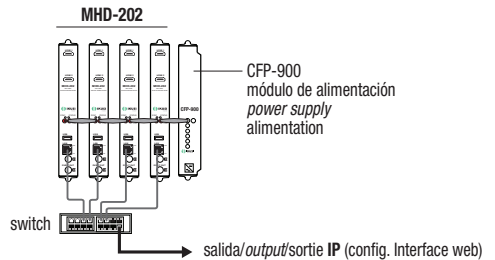 MHD-202
CFP-900
CFP-900
módulo de alimentación
power supply
alimentation
switch
salida/output/sortie IP (config. Interface web)